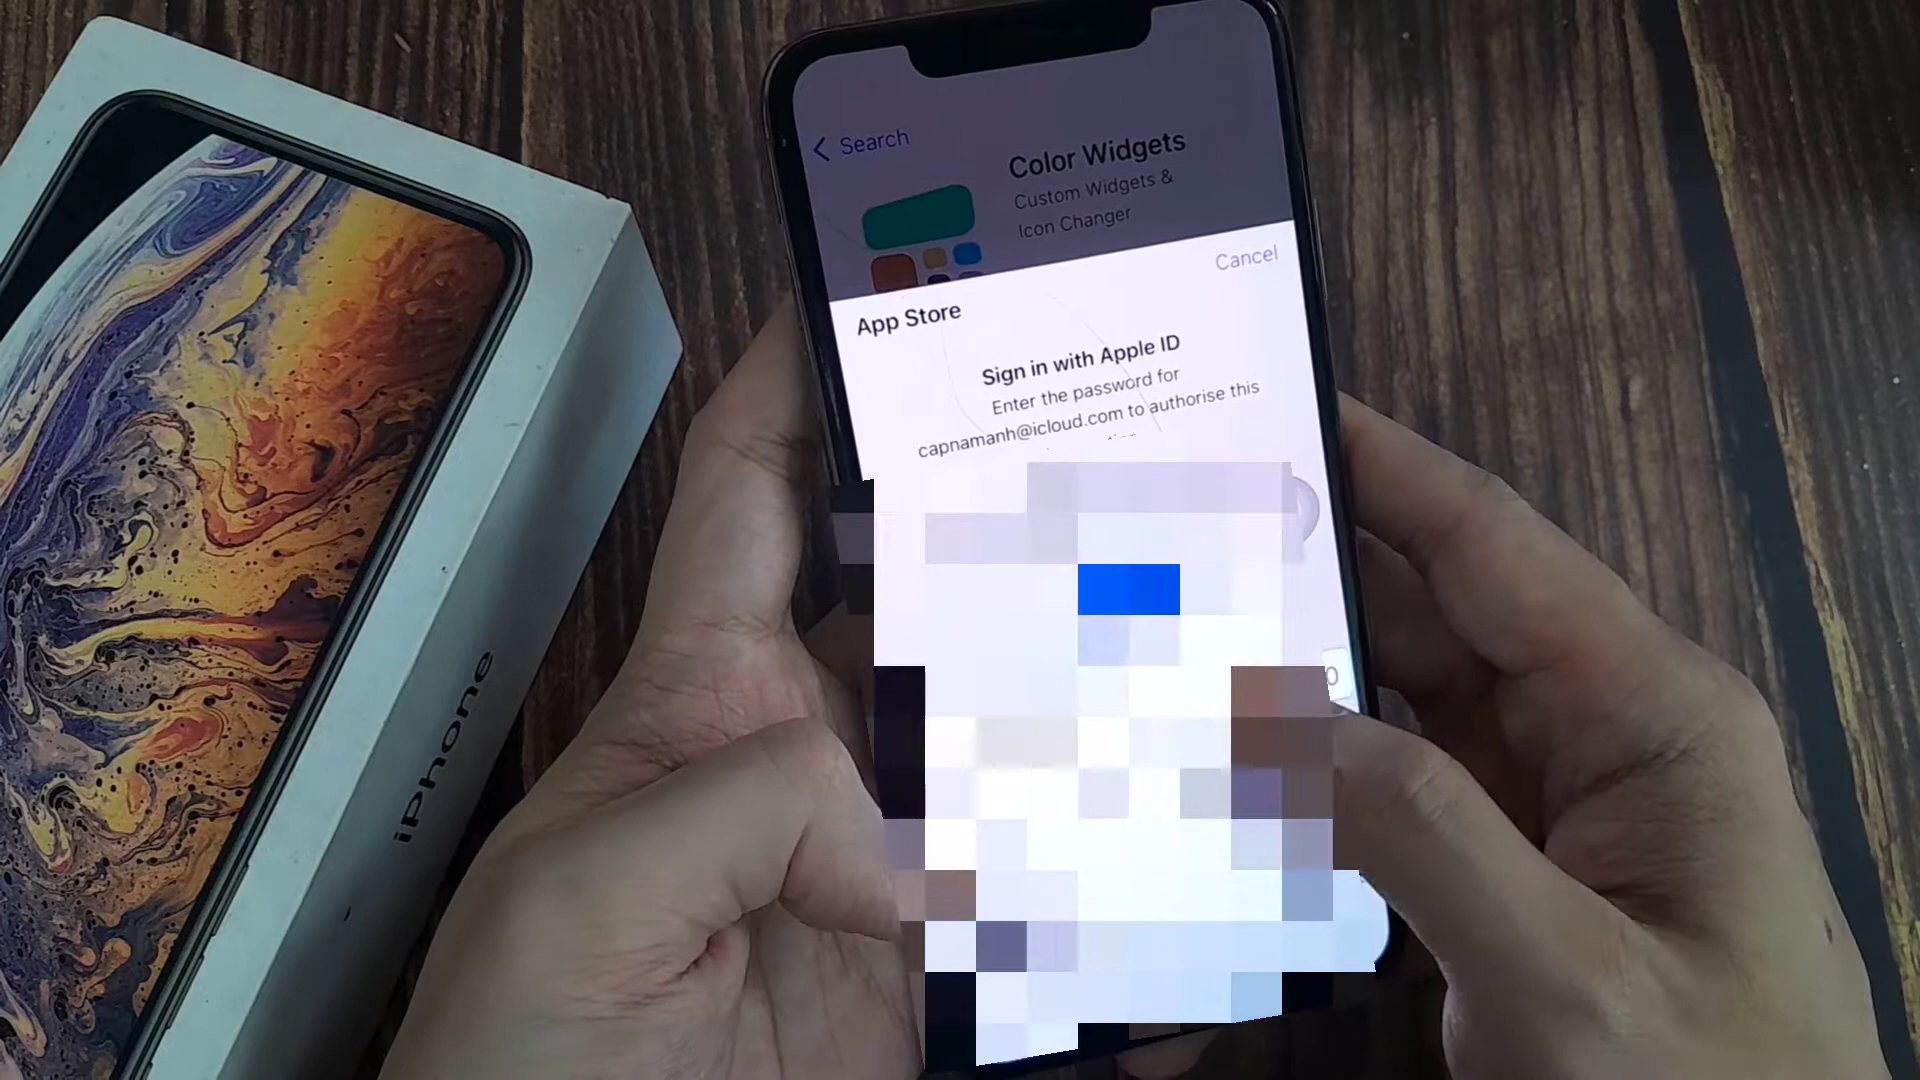 Search
Color Widgets
Custom Widgets &
Icon Changer
Cancel
App Store
Sign in with Apple ID
Enter the password for
capnamanh@icloud.com to authorise this
iPhone